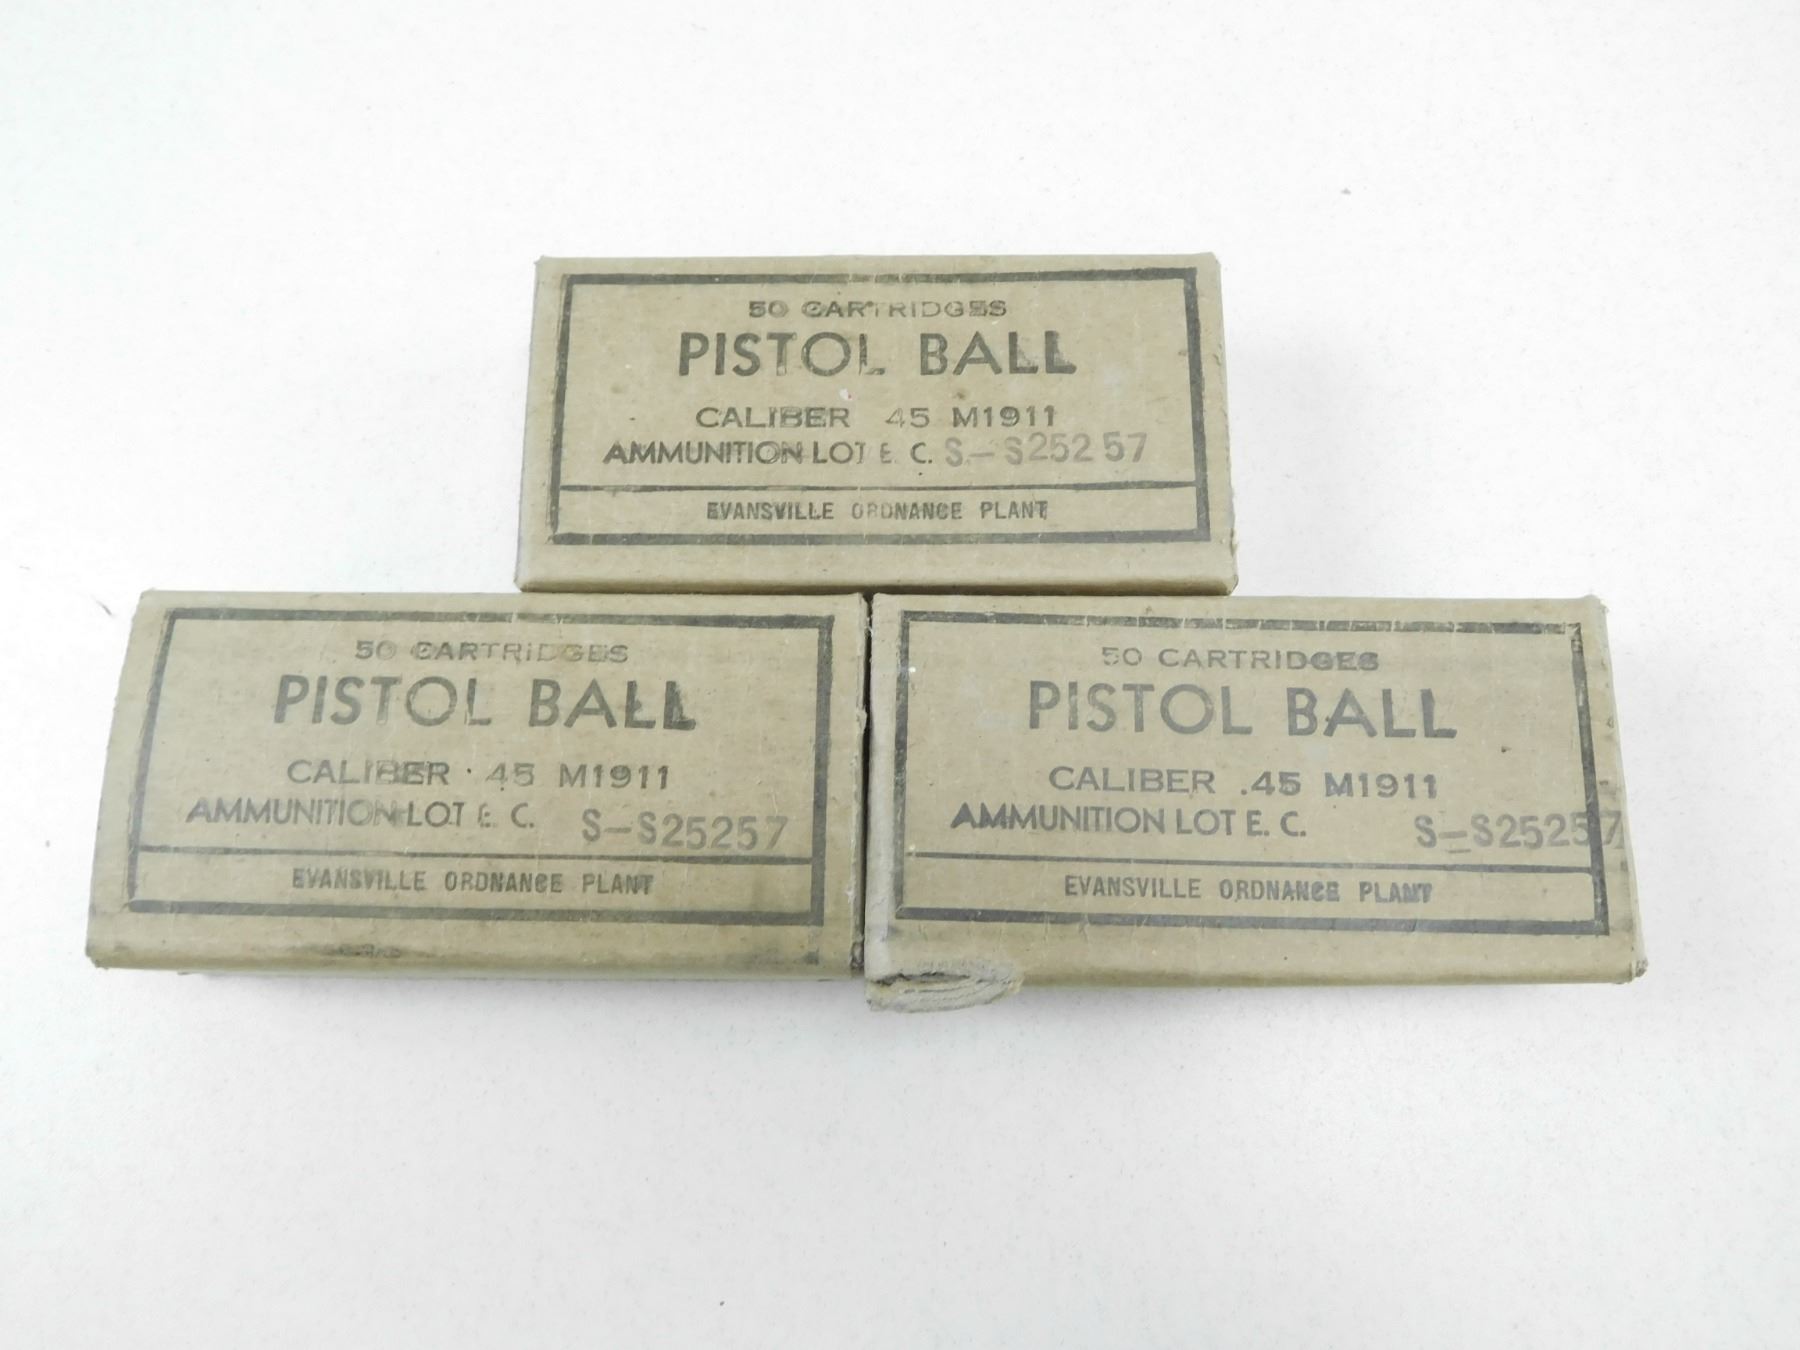 50 CARTRIDGES
PISTOL BALL
CALIBER .45 M1911
AMMUNITION LOT E. C. S-S25257
EVANSVILLE ORDNANCE PLANT
50 CARTRIDGES
PISTOL BALL
CALIBER .45 M1911
AMMUNITION LOT E. C. S-S25257
EVANSVILLE ORDNANCE PLANT
50 CARTRIDGES
PISTOL BALL
CALIBER .45 M1911
AMMUNITION LOT E. C. S-S25257
EVANSVILLE ORDNANCE PLANT